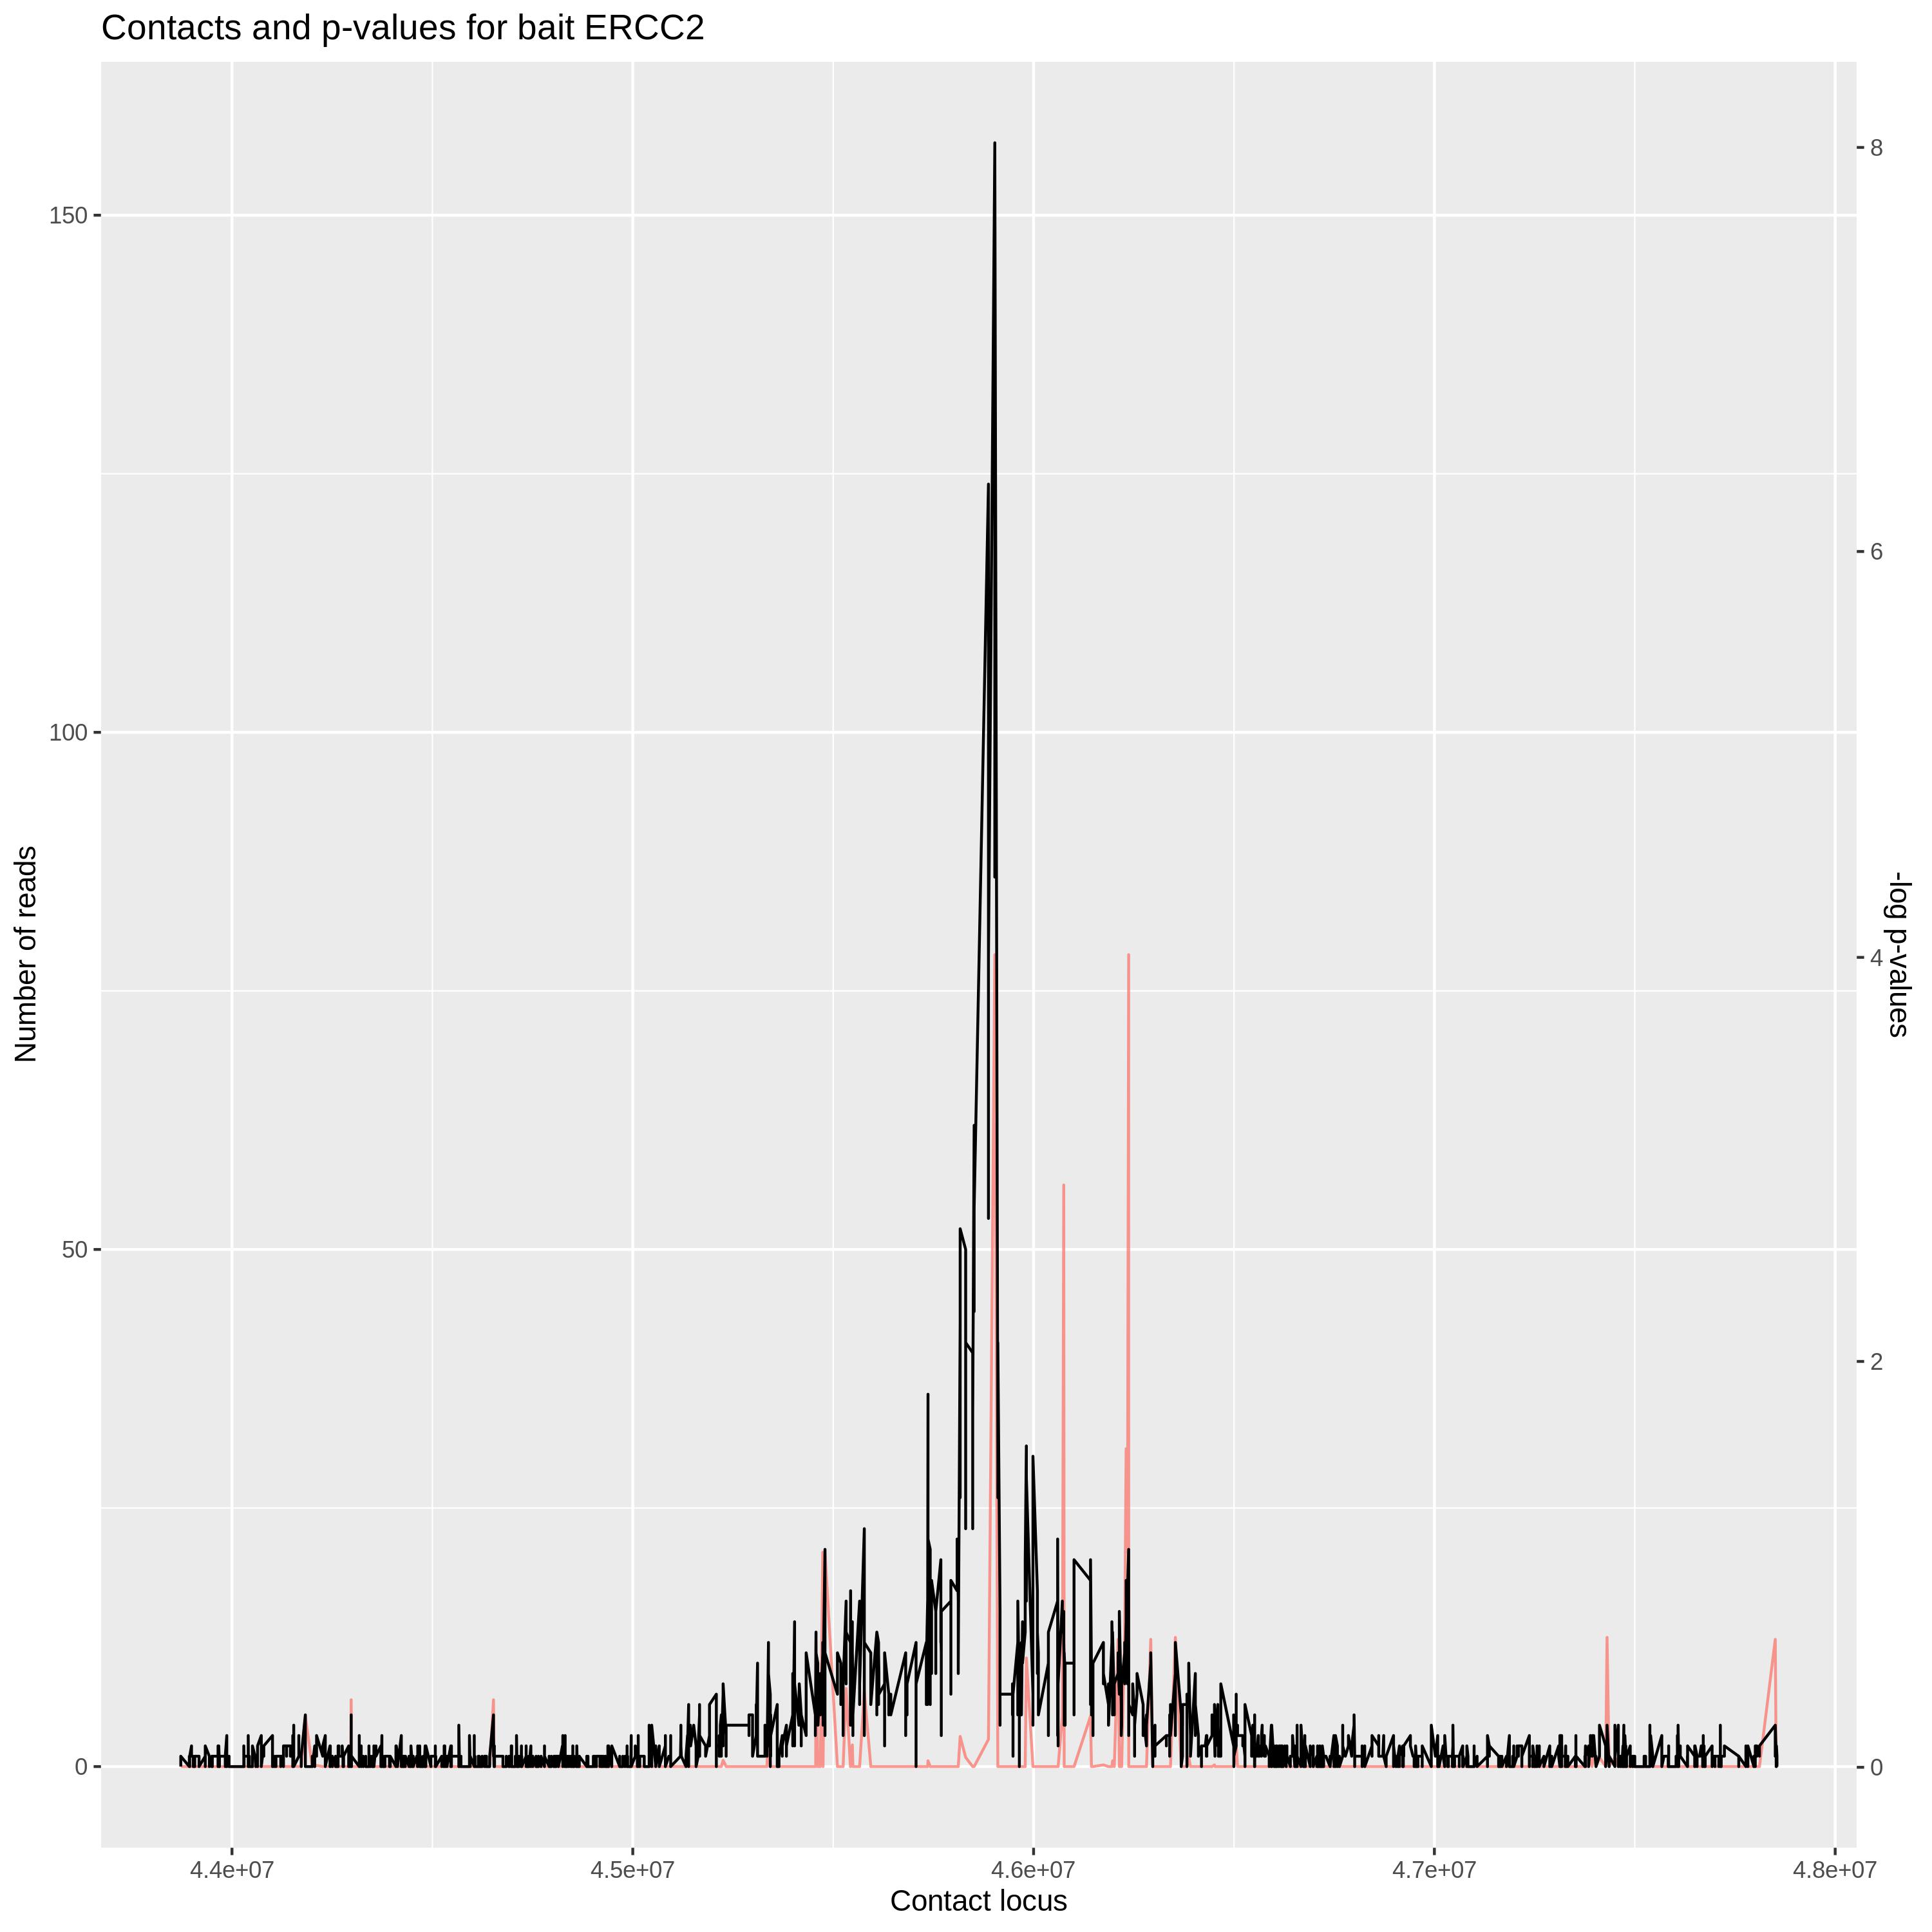 Contacts and p-values for bait ERCC2
Number of reads
150
100
50
0
8
6
4
2
0
-log p-values
4.4e+07
4.5e+07
4.6e+07
4.7e+07
4.8e+07
Contact locus